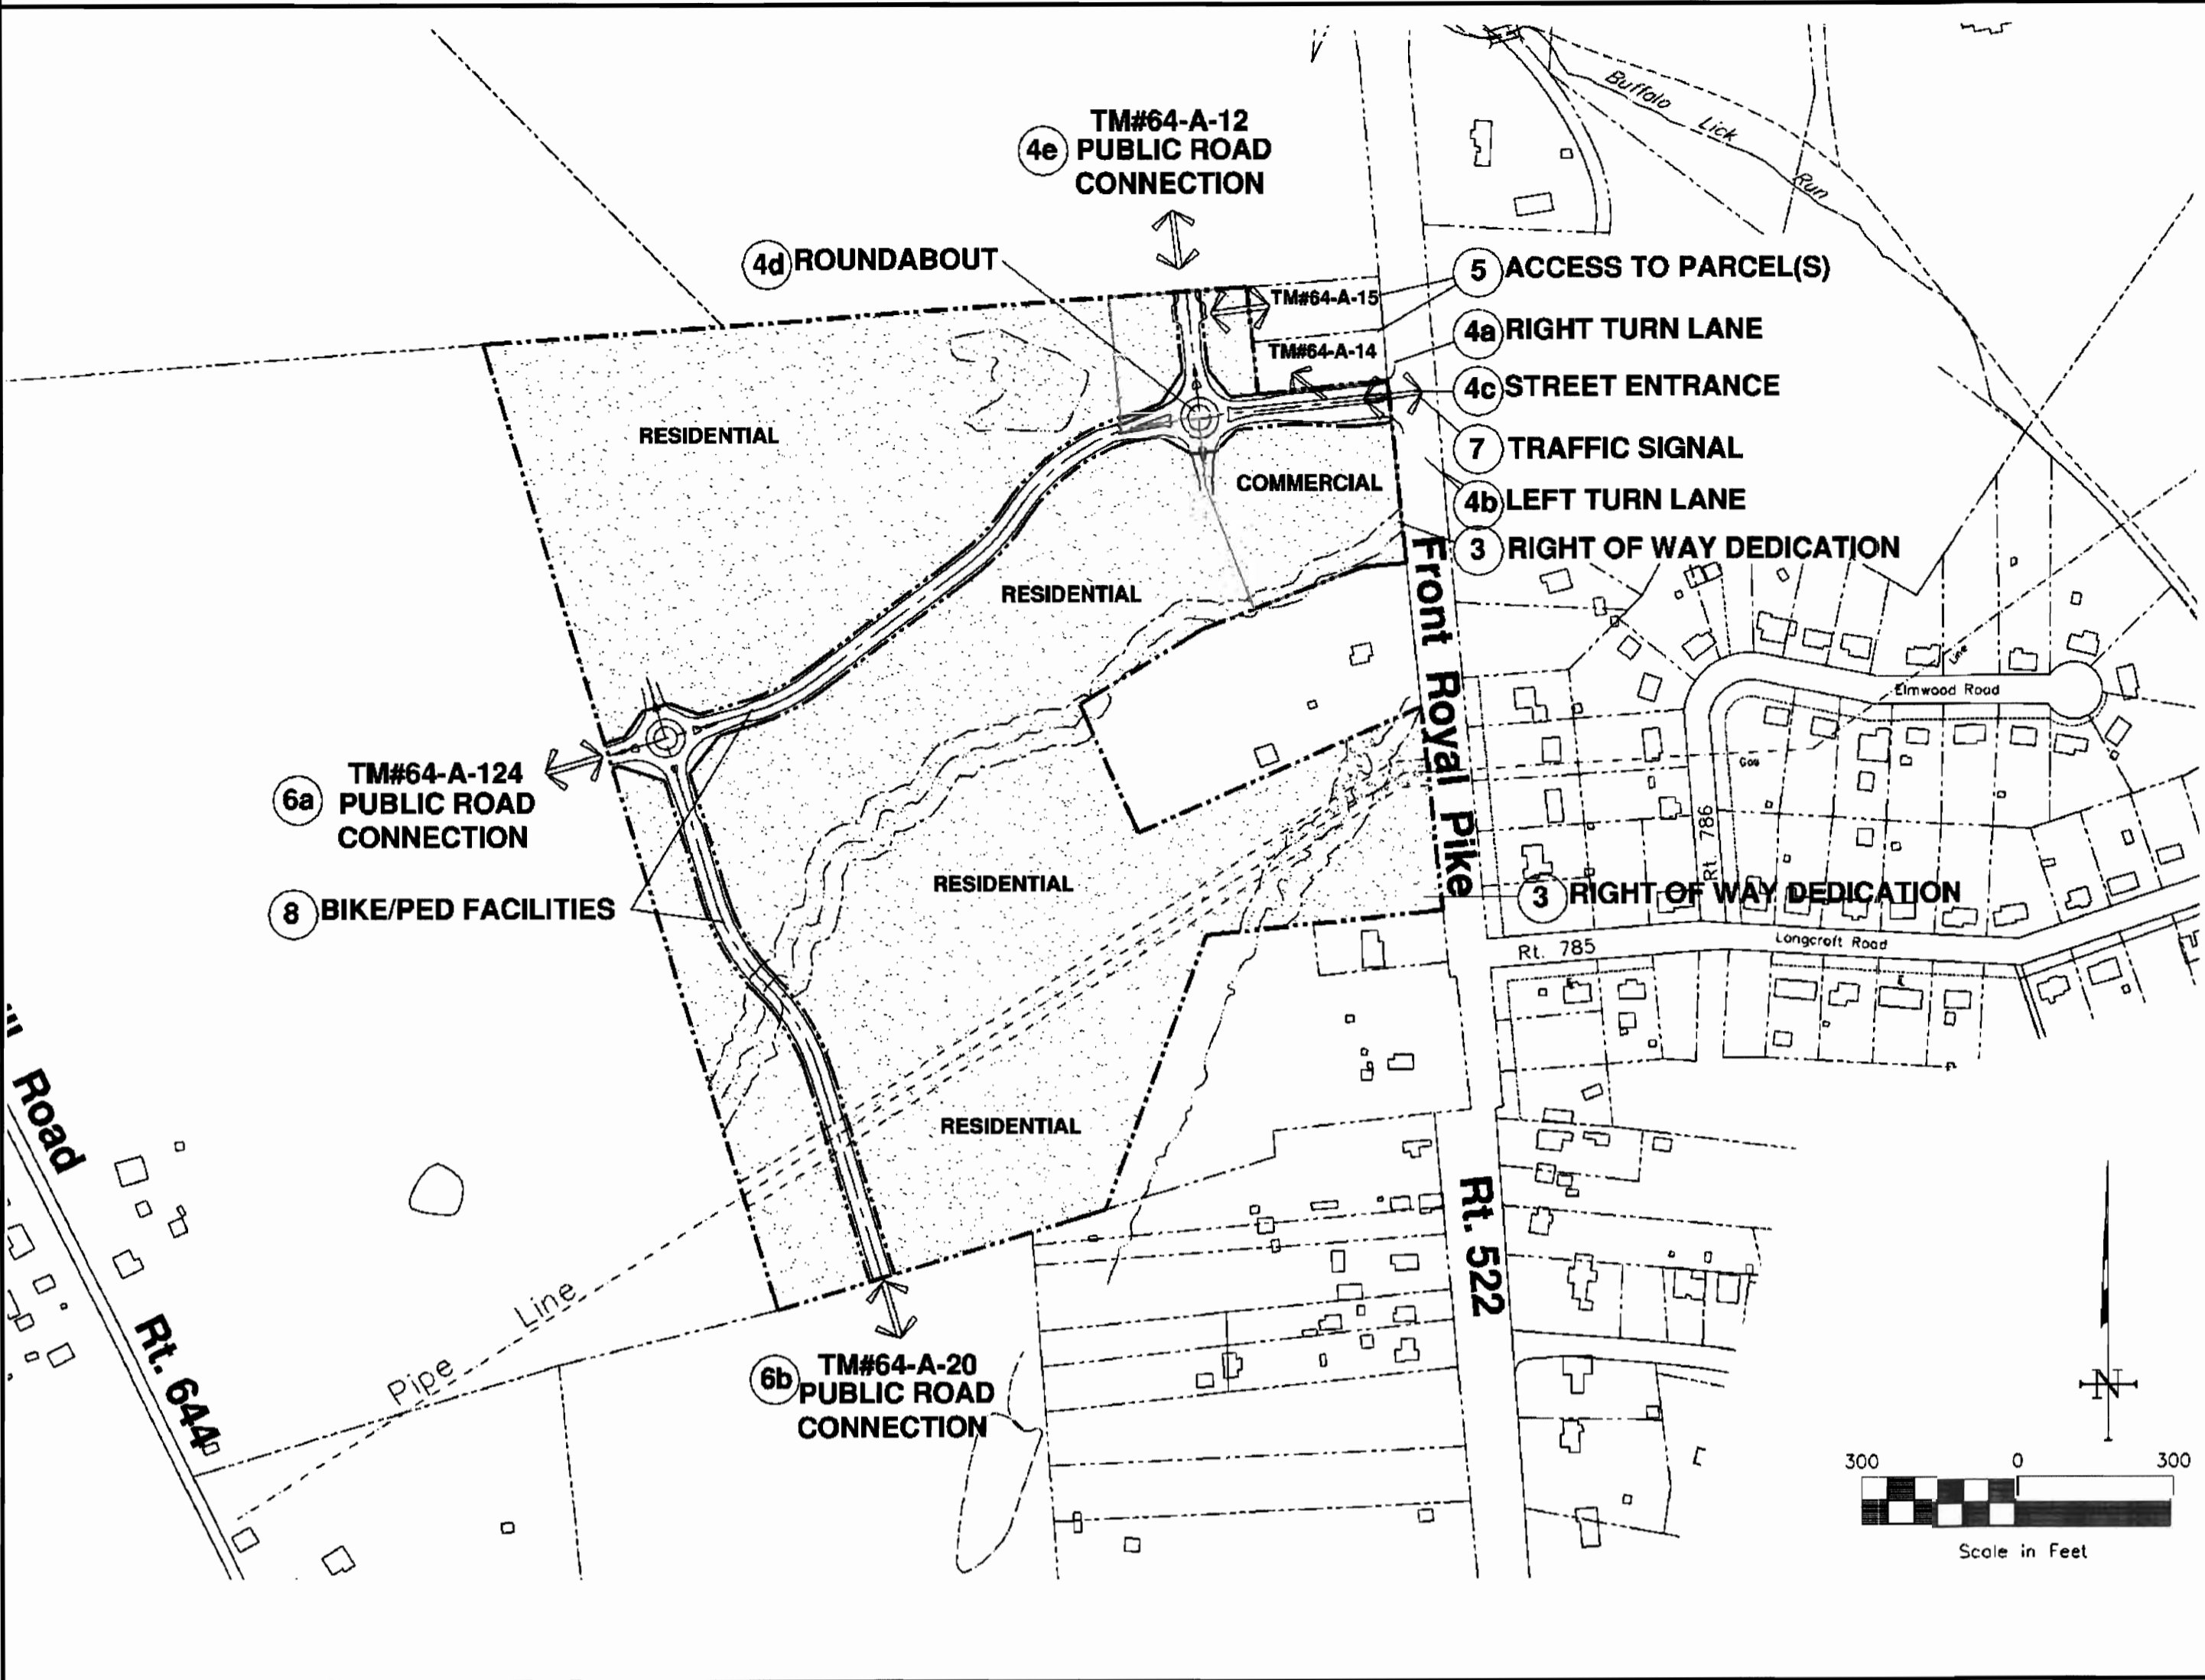 Buffalo
Lick
Run
TM#64-A-12
4e PUBLIC ROAD
CONNECTION
4d ROUNDABOUT
5 ACCESS TO PARCEL(S)
TM#64-A-15
4a RIGHT TURN LANE
TM#64-A-14
4c STREET ENTRANCE
RESIDENTIAL
7 TRAFFIC SIGNAL
COMMERCIAL
4b LEFT TURN LANE
3 RIGHT OF WAY DEDICATION
RESIDENTIAL
Front Royal Pike
Line
Elmwood Road
Gas
TM#64-A-124
6a PUBLIC ROAD
CONNECTION
Rt. 786
RESIDENTIAL
3 RIGHT OF WAY DEDICATION
8 BIKE/PED FACILITIES
Rt. 785
Longcroft Road
Road
RESIDENTIAL
Rt. 522
Pipe Line
Rt. 644
TM#64-A-20
6b PUBLIC ROAD
CONNECTION
N
300 0 300
Scale in Feet